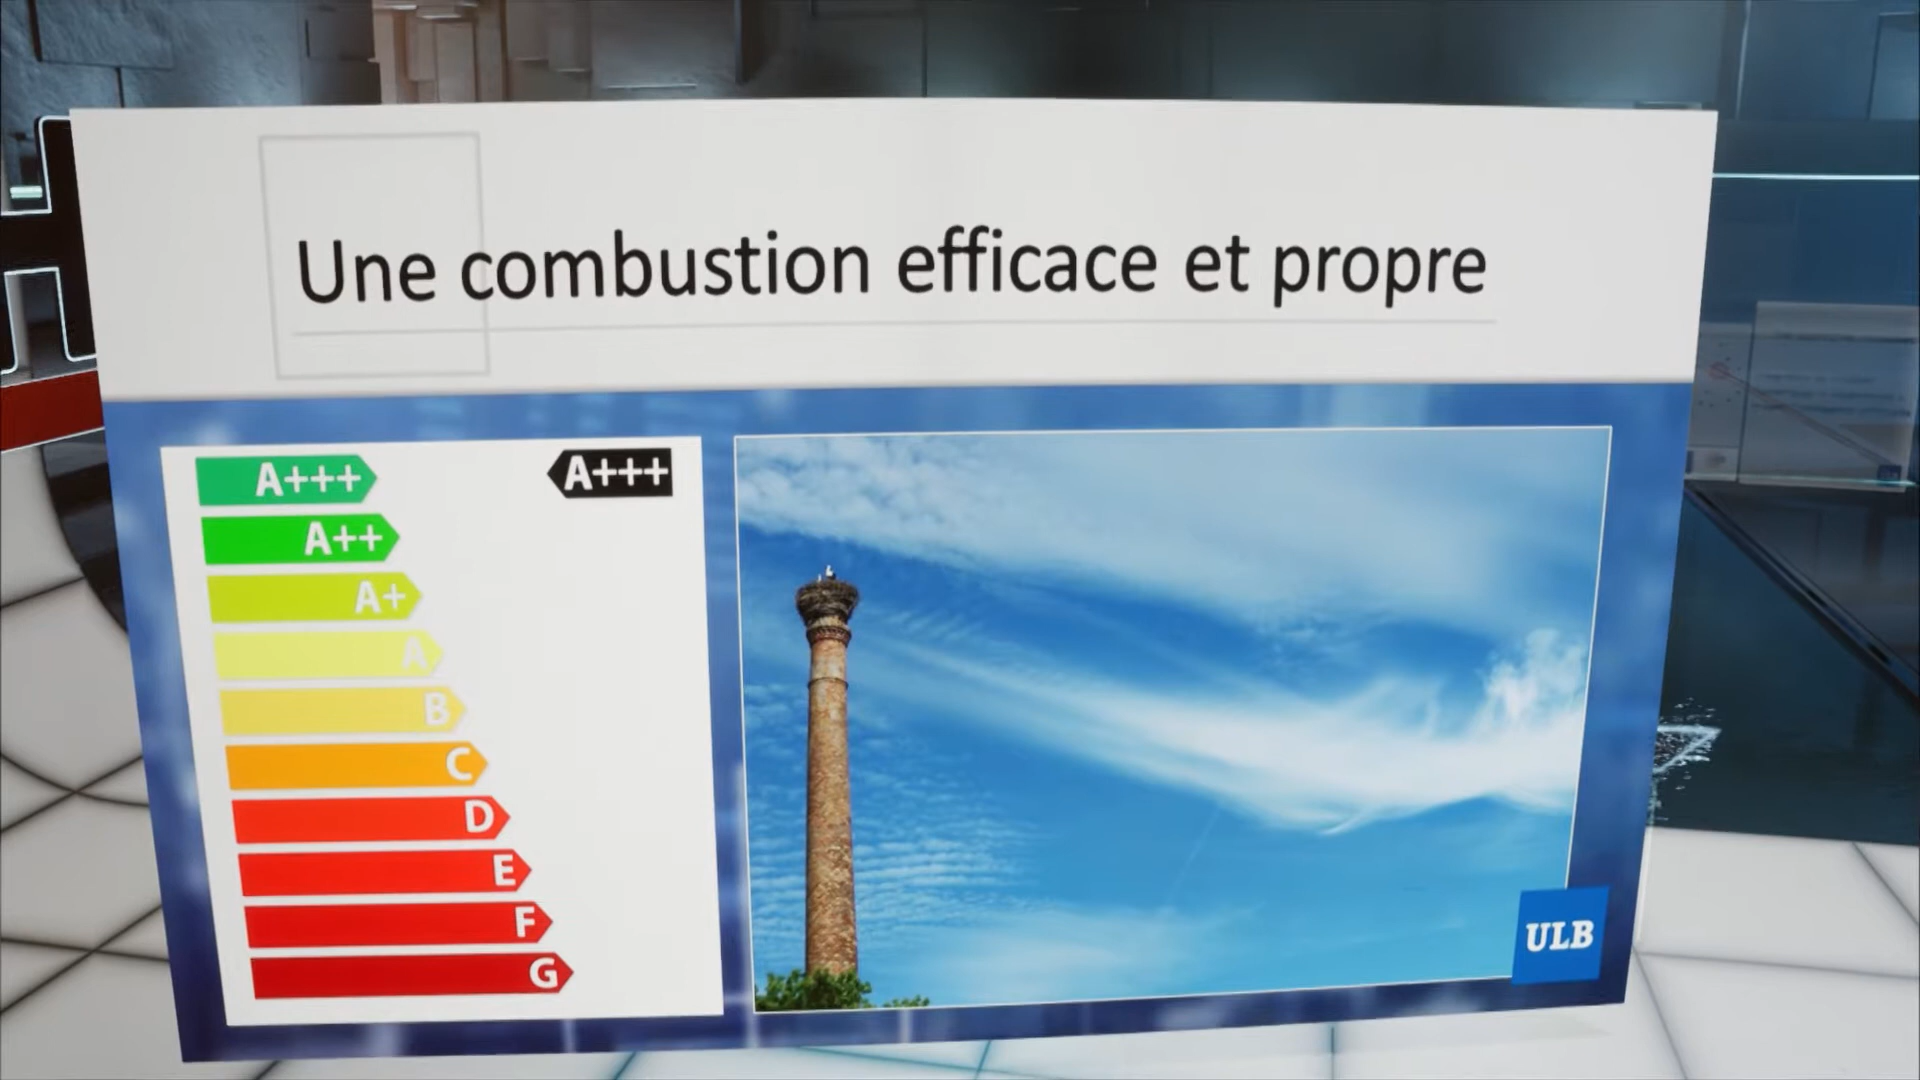 Une combustion efficace et propre
A+++
A+++
A++
A+
A
B
C
D
E
F
G
ULB